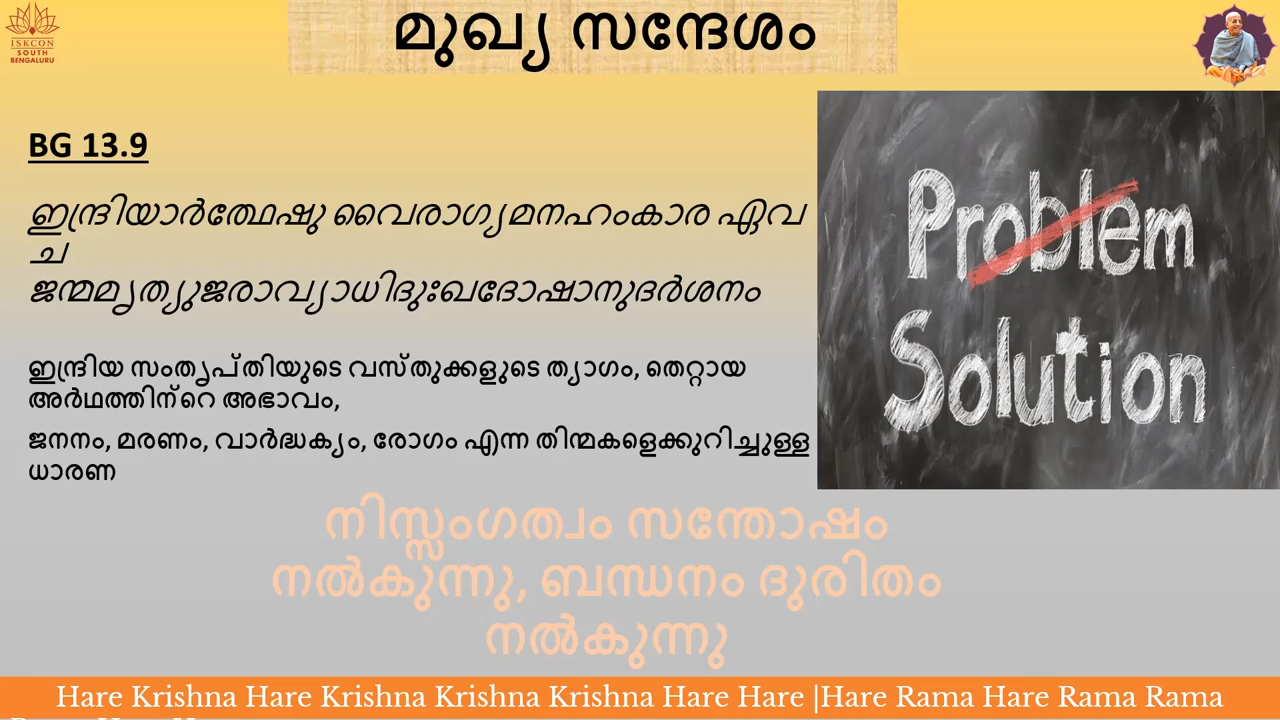 ISKCON
SOUTH
BENGALURU
മുഖ്യ സന്ദേശം
BG 13.9
ഇന്ദ്രിയാർത്ഥേഷു വൈരാഗ്യമനഹംകാര ഏവ
ച
ജന്മമൃത്യുജരാവ്യാധിദുഃഖദോഷാനുദർശനം
ഇന്ദ്രിയ സംതൃപ്തിയുടെ വസ്തുക്കളുടെ ത്യാഗം, തെറ്റായ
അർഥത്തിന്റെ അഭാവം,
ജനനം, മരണം, വാർദ്ധക്യം, രോഗം എന്ന തിന്മകളെക്കുറിച്ചുള്ള
ധാരണ
Problem
Solution
നിസ്സംഗത്വം സന്തോഷം
നൽകുന്നു, ബന്ധനം ദുരിതം
നൽകുന്നു
Hare Krishna Hare Krishna Krishna Krishna Hare Hare |Hare Rama Hare Rama Rama